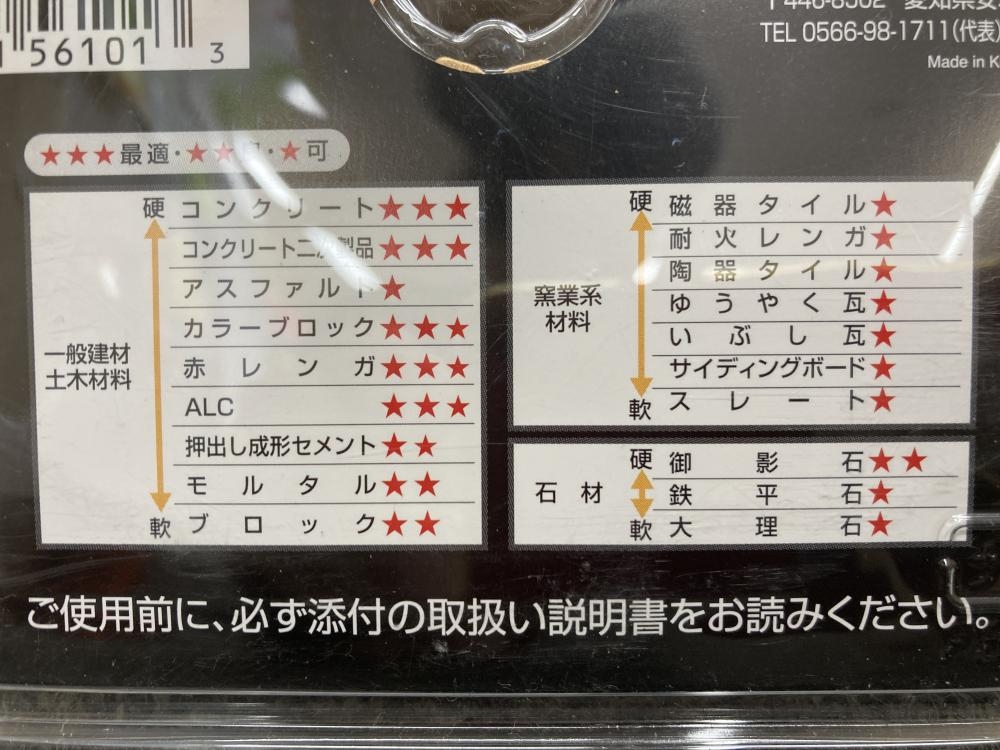 56101 3
〒446-8502 愛知県安
TEL 0566-98-1711(代表)
Made in K
★★★最適・★★ ・★可
一般建材
土木材料
硬
コンクリート★★★
コンクリート二次製品★★★
アスファルト★
カラーブロック★★★
赤レンガ★★★
ALC ★★★
押出し成形セメント★★
モルタル★★
軟
ブロック★★
窯業系
材料
硬
磁器タイル★
耐火レンガ★
陶器タイル★
ゆうやく瓦★
いぶし瓦★
サイディングボード★
軟
スレート★
石材
硬
御影石★★
鉄平石★
軟
大理石★
ご使用前に、必ず添付の取扱い説明書をお読みください。